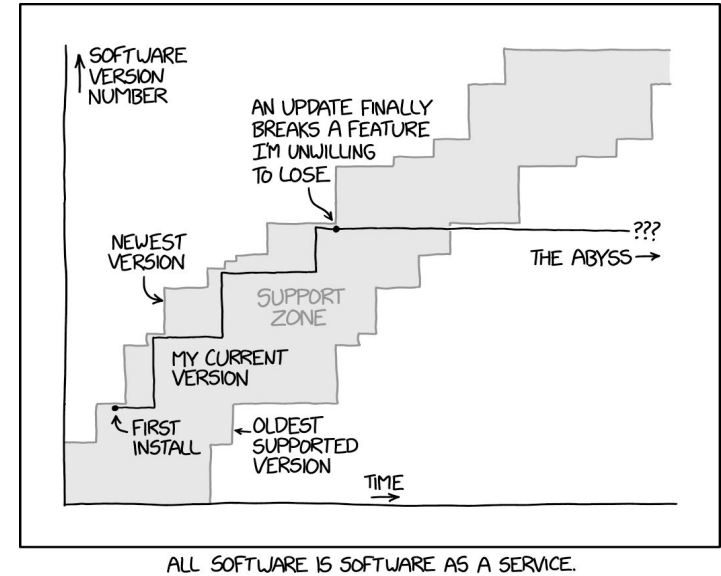 SOFTWARE
VERSION
NUMBER
AN UPDATE FINALLY
BREAKS A FEATURE
I'M UNWILLING
TO LOSE
NEWEST
VERSION
???
THE ABYSS
SUPPORT
ZONE
MY CURRENT
VERSION
FIRST
INSTALL
OLDEST
SUPPORTED
VERSION
TIME
ALL SOFTWARE IS SOFTWARE AS A SERVICE.